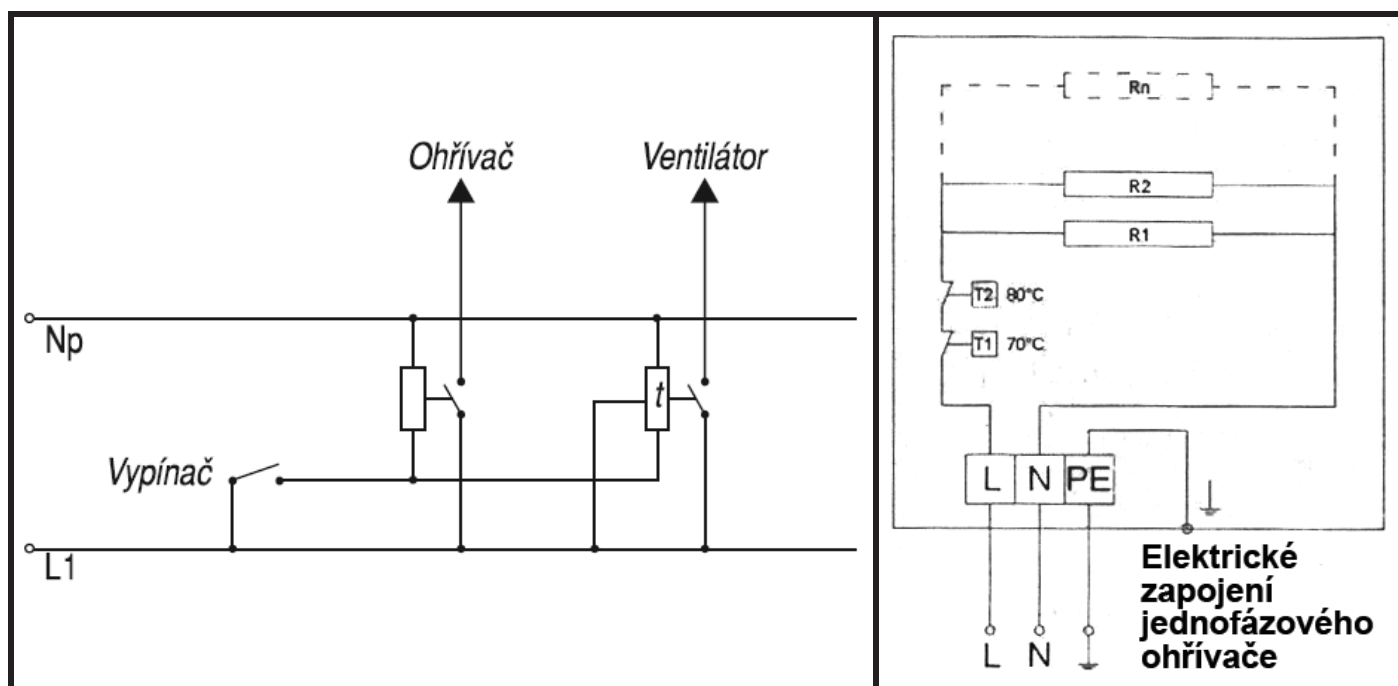 Ohřívač
Ventilátor
Np
t
Vypínač
L1
Rn
R2
R1
T2 80°C
T1 70°C
L N PE
L N
Elektrické
zapojení
jednofázového
ohřívače